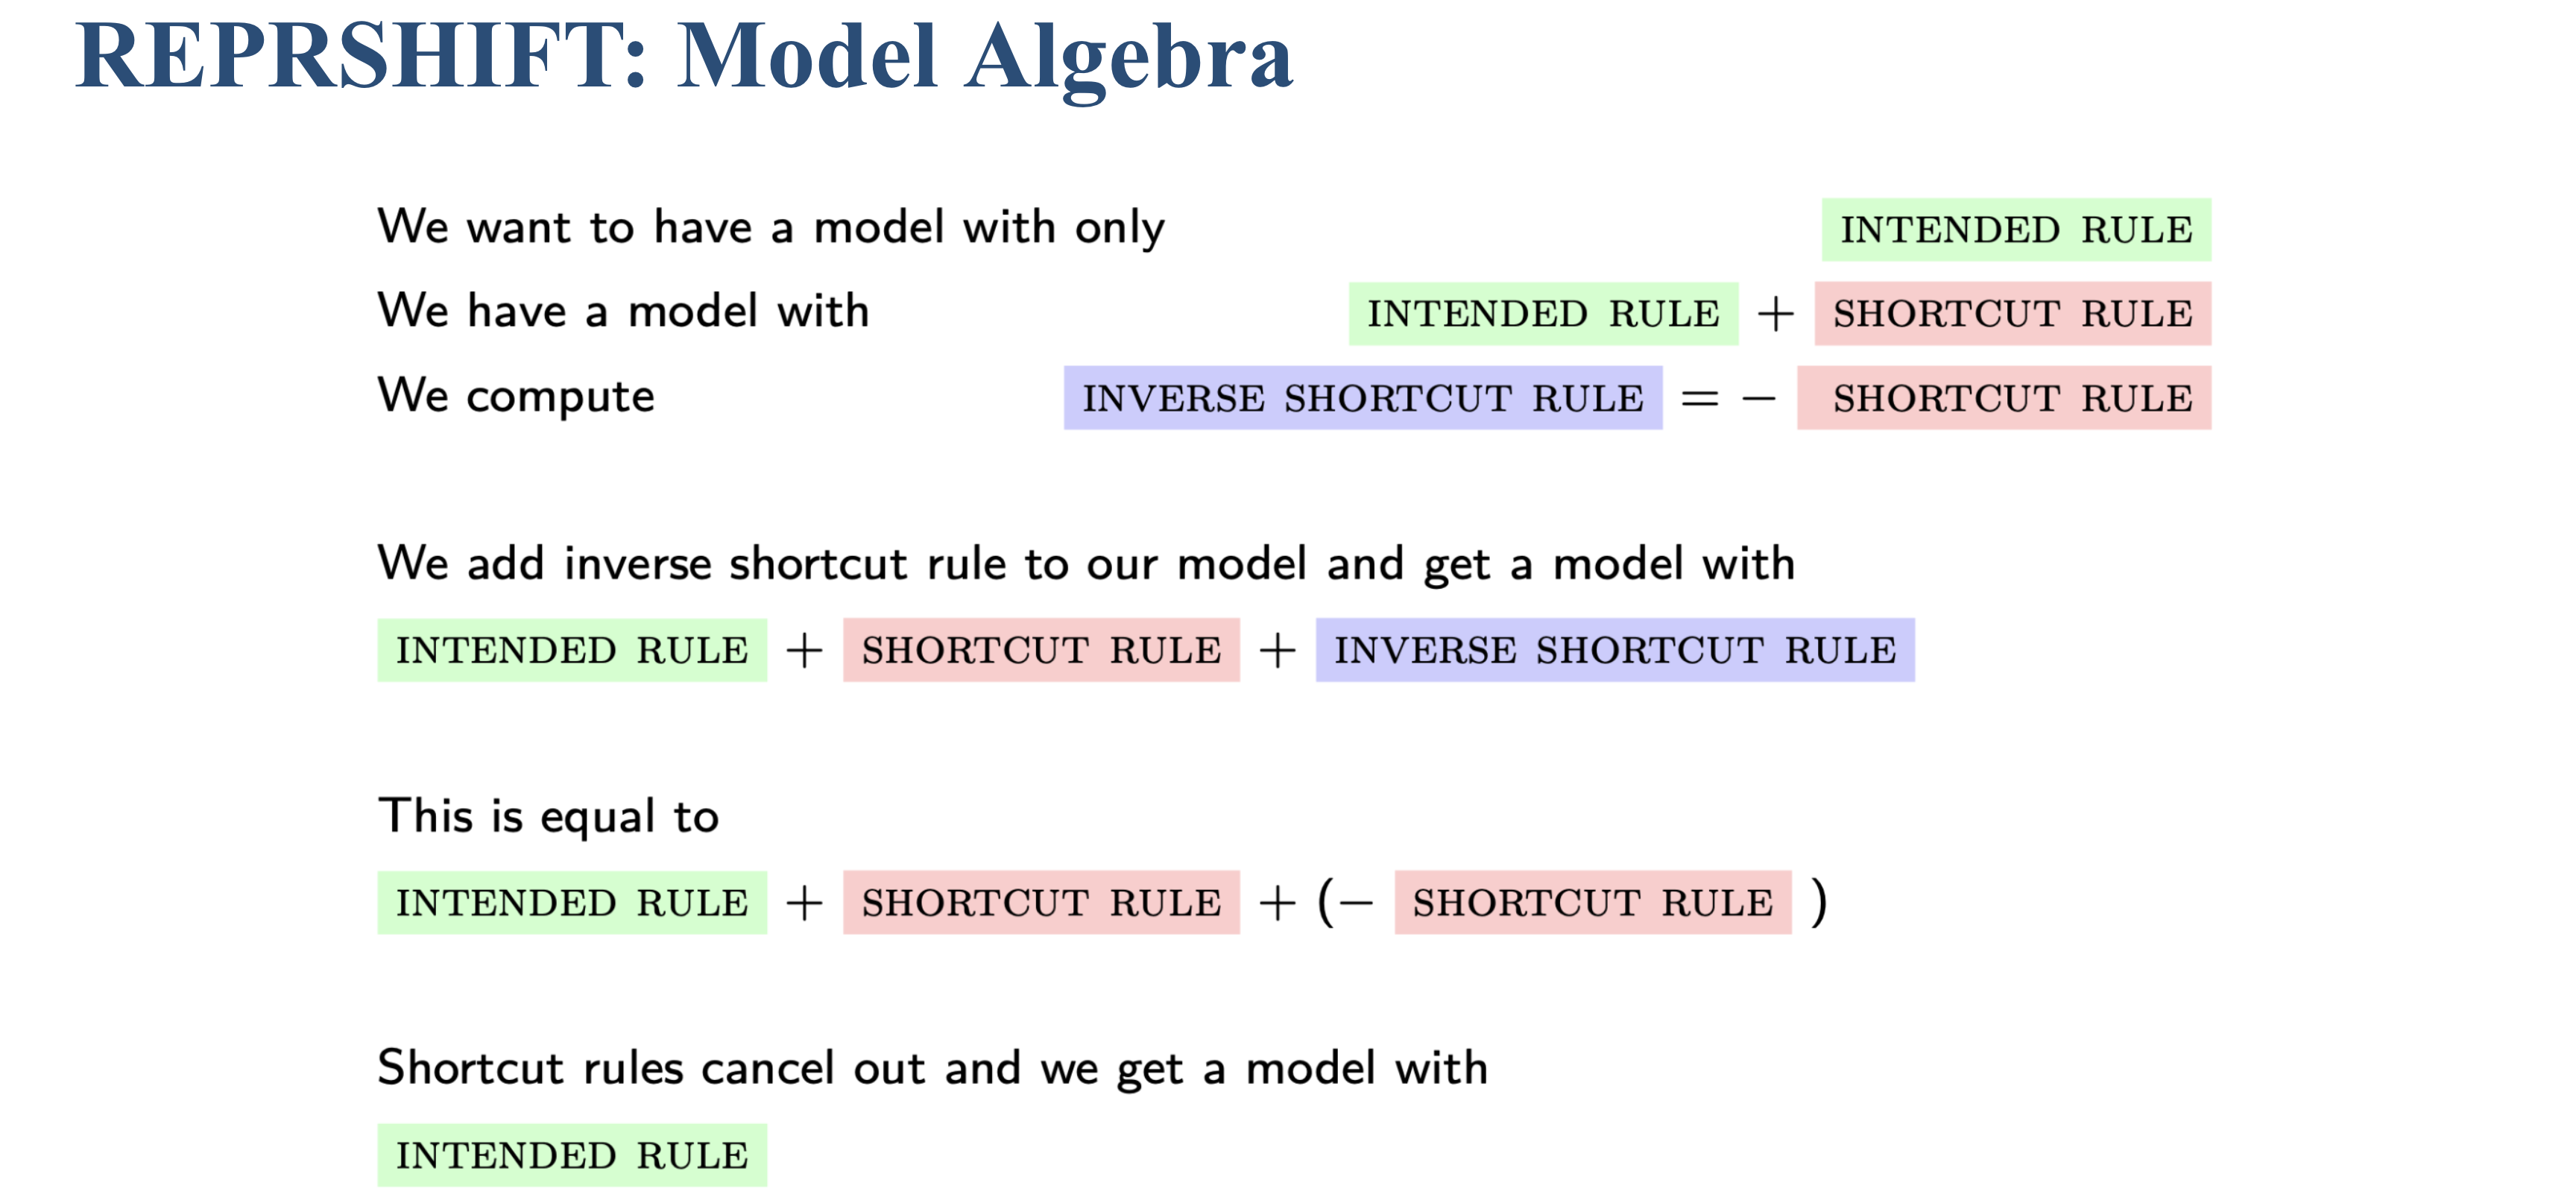 REPRSHIFT: Model Algebra
We want to have a model with only INTENDED RULE
We have a model with INTENDED RULE + SHORTCUT RULE
We compute INVERSE SHORTCUT RULE = − SHORTCUT RULE
We add inverse shortcut rule to our model and get a model with
INTENDED RULE + SHORTCUT RULE + INVERSE SHORTCUT RULE
This is equal to
INTENDED RULE + SHORTCUT RULE + (− SHORTCUT RULE )
Shortcut rules cancel out and we get a model with
INTENDED RULE